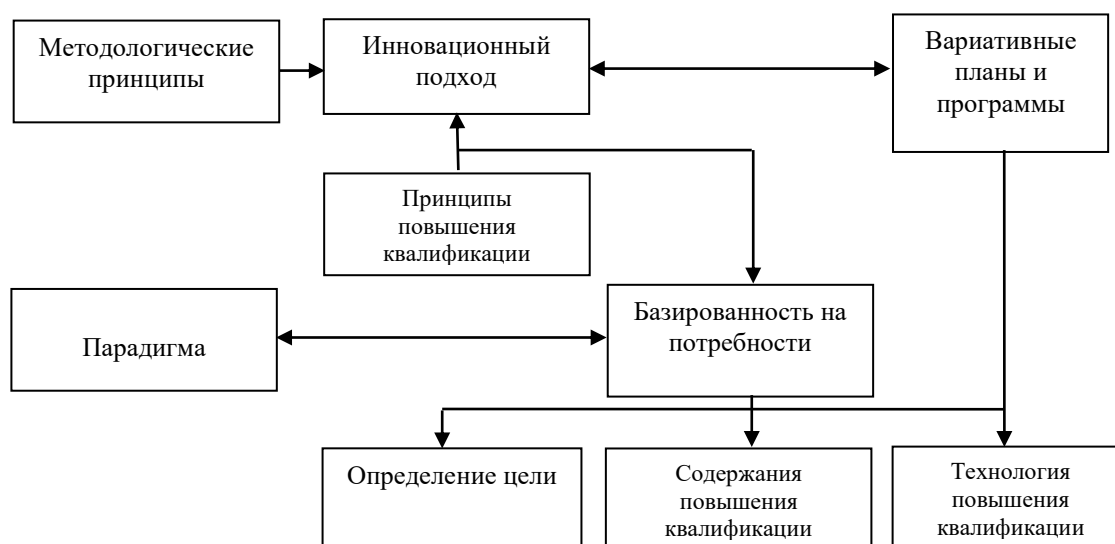 Методологические
принципы
Инновационный
подход
Вариативные
планы и
программы
Принципы
повышения
квалификации
Парадигма
Базированность на
потребности
Определение цели
Содержания
повышения
квалификации
Технология
повышения
квалификации